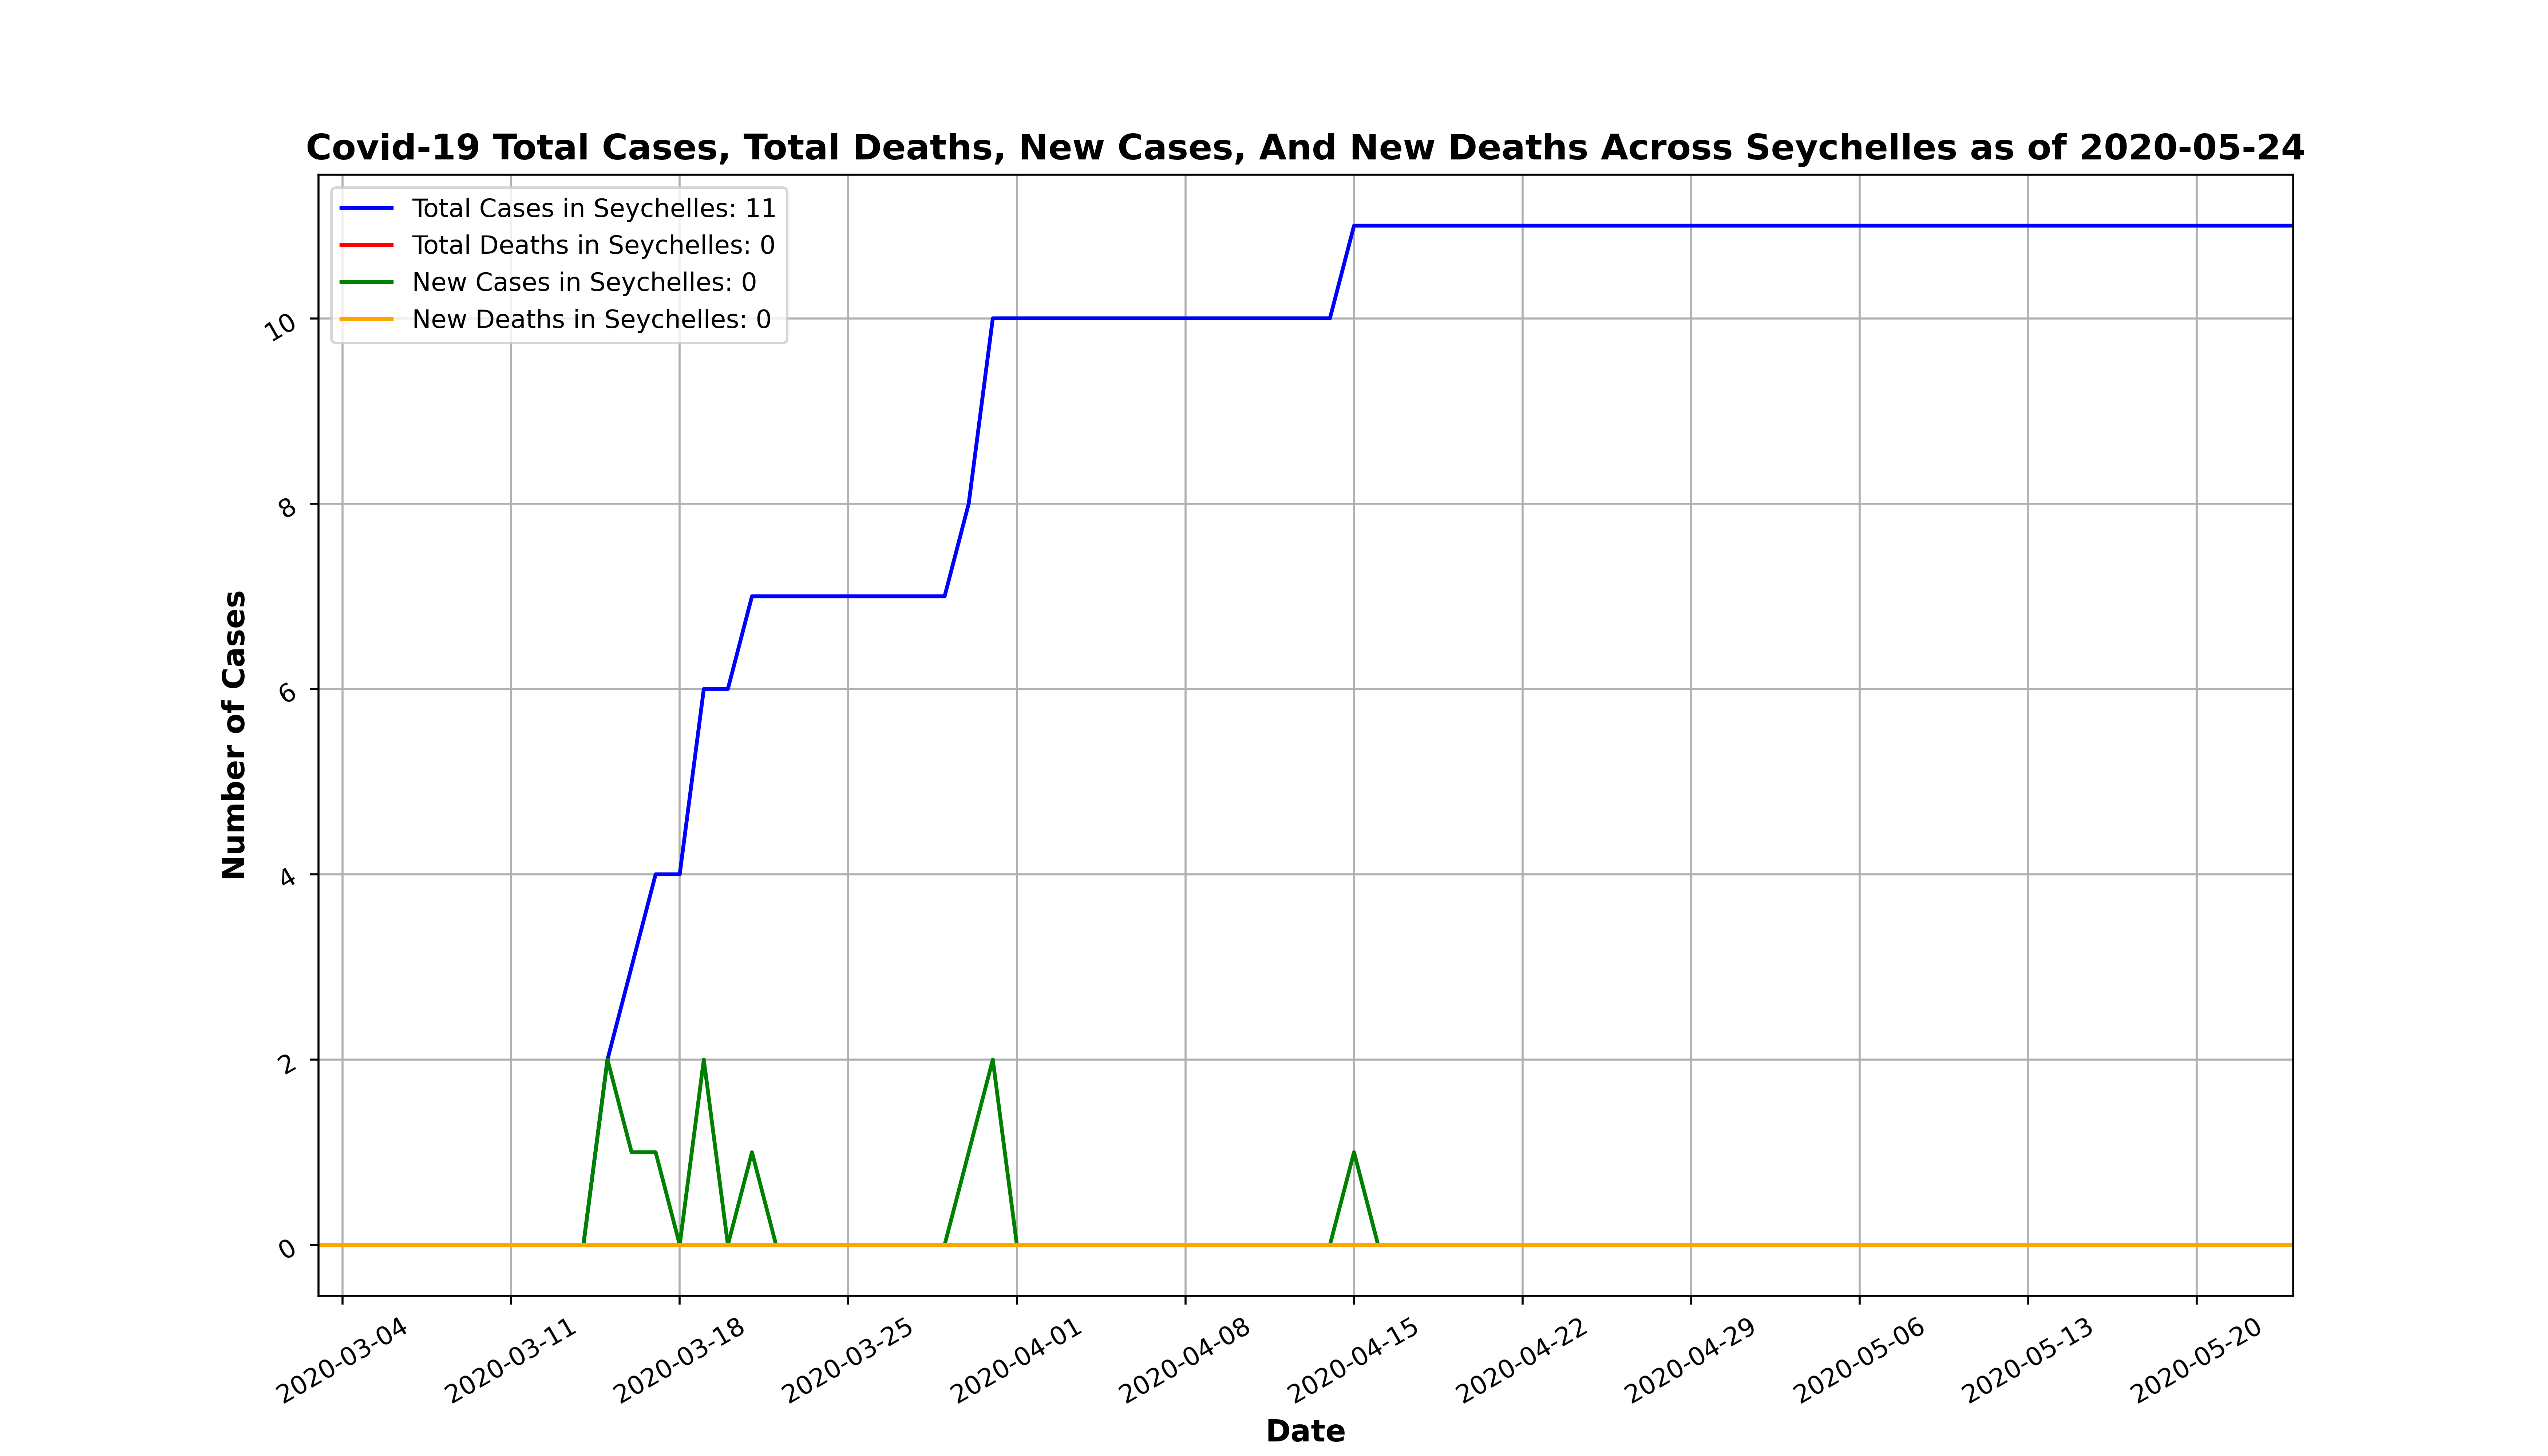 Covid-19 Total Cases, Total Deaths, New Cases, And New Deaths Across Seychelles as of 2020-05-24
Total Cases in Seychelles: 11
Total Deaths in Seychelles: 0
New Cases in Seychelles: 0
New Deaths in Seychelles: 0
Number of Cases
10
8
6
4
2
0
2020-03-04
2020-03-11
2020-03-18
2020-03-25
2020-04-01
2020-04-08
2020-04-15
2020-04-22
2020-04-29
2020-05-06
2020-05-13
2020-05-20
Date